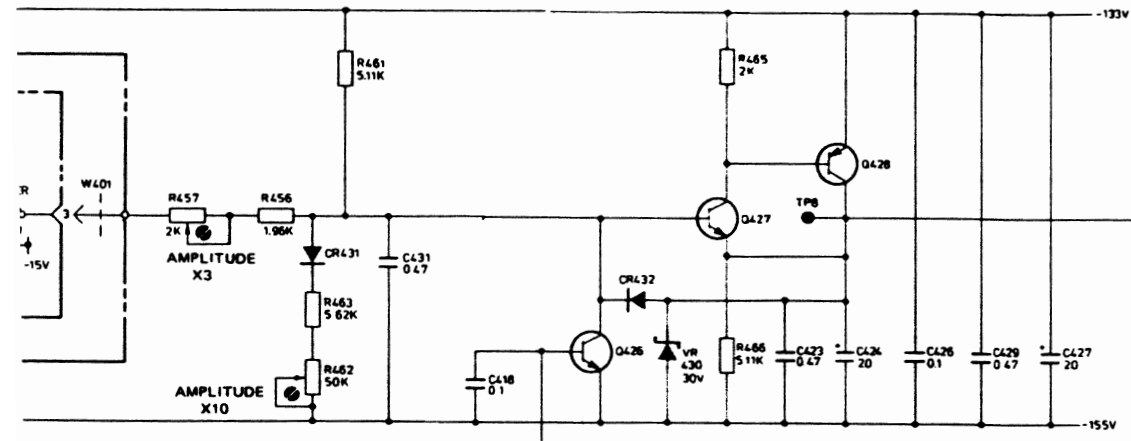 -133V
R461
5.11K
R465
2K
Q428
ER
W401
3
R457
2K
R456
1.96K
AMPLITUDE
X3
-15V
CR431
C431
0.47
Q427
TP8
R463
5.62K
CR432
R462
50K
AMPLITUDE
X10
C418
0.1
Q426
VR
430
30V
R466
5.11K
C423
0.47
+
C424
20
C426
0.1
C429
0.47
+
C427
20
-155V